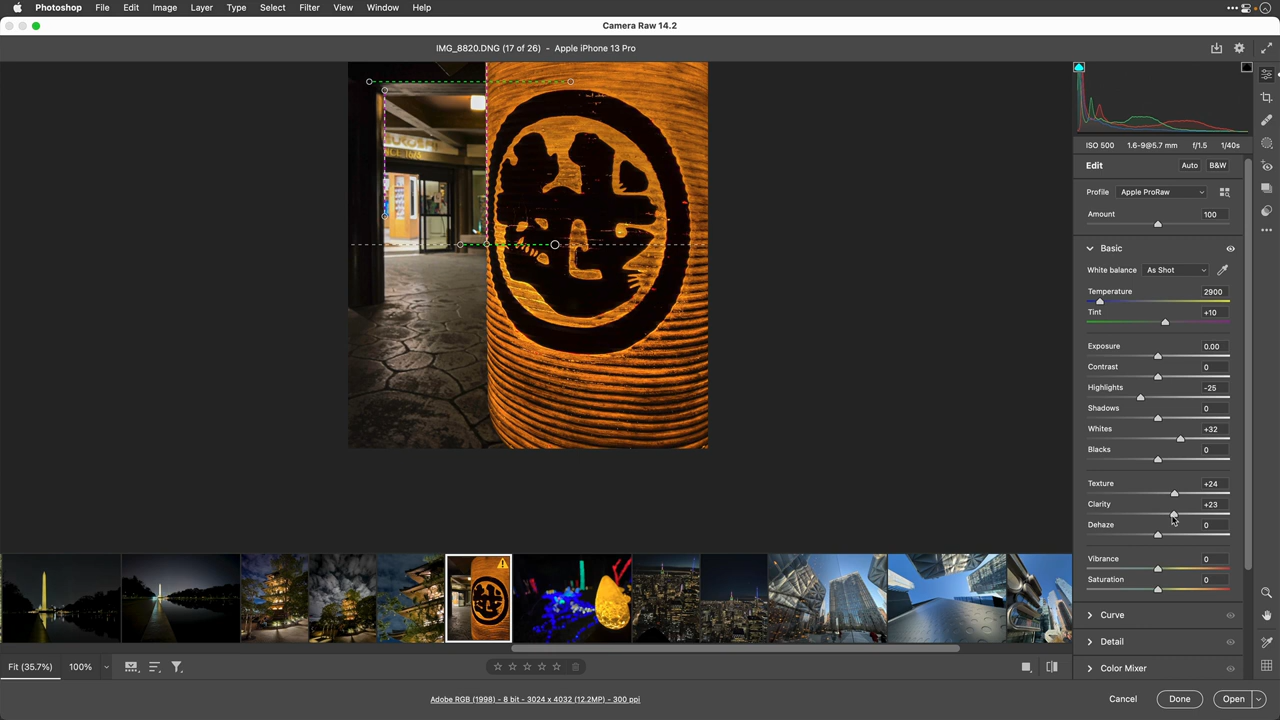 Photoshop File Edit Image Layer Type Select Filter View Window Help
Camera Raw 14.2
IMG_8820.DNG (17 of 26) - Apple iPhone 13 Pro
ISO 500 1.6-9@5.7 mm f/1.5 1/40s
Edit Auto B&W
Profile Apple ProRaw
Amount 100
Basic
White balance As Shot
Temperature 2900
Tint +10
Exposure 0.00
Contrast 0
Highlights -25
Shadows 0
Whites +32
Blacks 0
Texture +24
Clarity +23
Dehaze 0
Vibrance 0
Saturation 0
Curve
Detail
Color Mixer
Fit (35.7%) 100%
Adobe RGB (1998) - 8 bit - 3024 x 4032 (12.2MP) - 300 ppi
Cancel Done Open